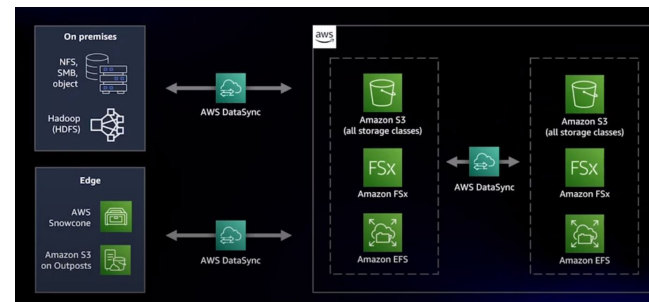 On premises
NFS,
SMB,
object
Hadoop
(HDFS)
AWS DataSync
Edge
AWS
Snowcone
Amazon S3
on Outposts
AWS DataSync
aws
Amazon S3
(all storage classes)
FSx
Amazon FSx
Amazon EFS
AWS DataSync
Amazon S3
(all storage classes)
FSx
Amazon FSx
Amazon EFS